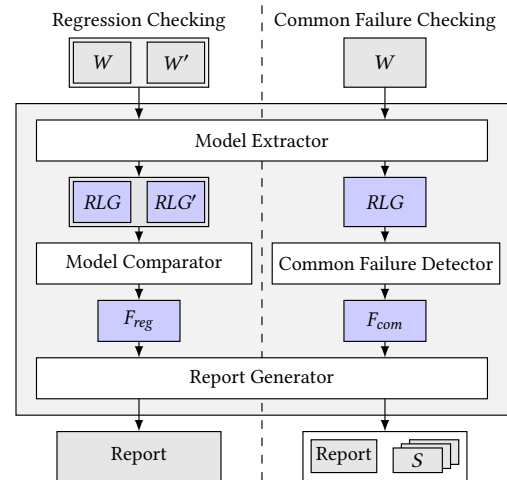 Regression Checking Common Failure Checking
W W′ W
Model Extractor
RLG RLG′ RLG
Model Comparator Common Failure Detector
F_reg F_com
Report Generator
Report Report S